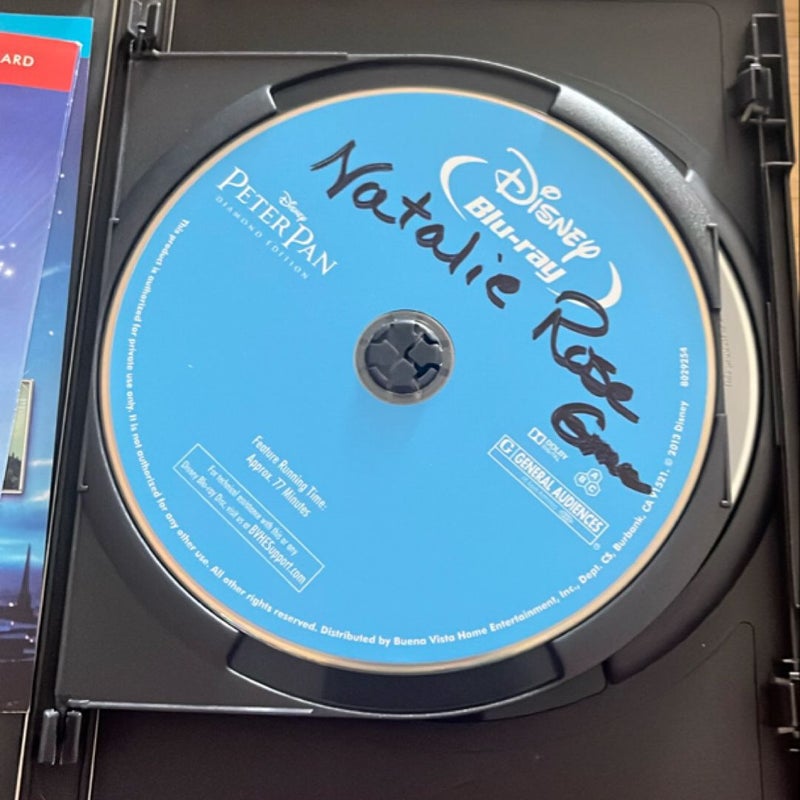 ARD
Disney
PETER PAN
DIAMOND EDITION
Natalie Rose
DISNEY
Blu-ray
This product is authorized for private use only. It is not authorized for any other use. All other rights reserved. Distributed by Buena Vista Home Entertainment, Inc., Dept. CS, Burbank, CA 91521. © 2013 Disney 8029254
Feature Running Time:
Approx. 77 Minutes
For technical assistance with this or any
Disney Blu-ray Disc, visit us at BVHESupport.com
DOLBY
A
B C
G GENERAL AUDIENCES